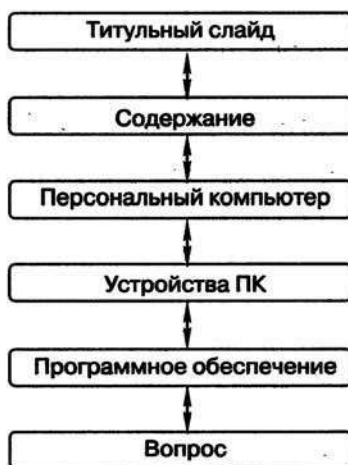 Титульный слайд
Содержание
Персональный компьютер
Устройства ПК
Программное обеспечение
Вопрос